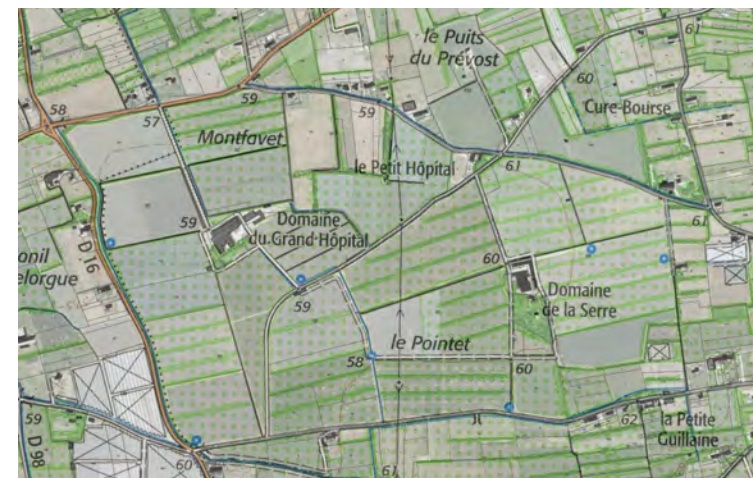 le Puits
du Prévost
61
60
59
58
57
59
Cure-Bourse
Montfavet
le Petit Hôpital
61
59
Domaine
du Grand Hôpital
61
60
onil
elorgue
D 16
59
Domaine
de la Serre
le Pointet
58
60
59
D 98
60
61
62
la Petite
Guillaine